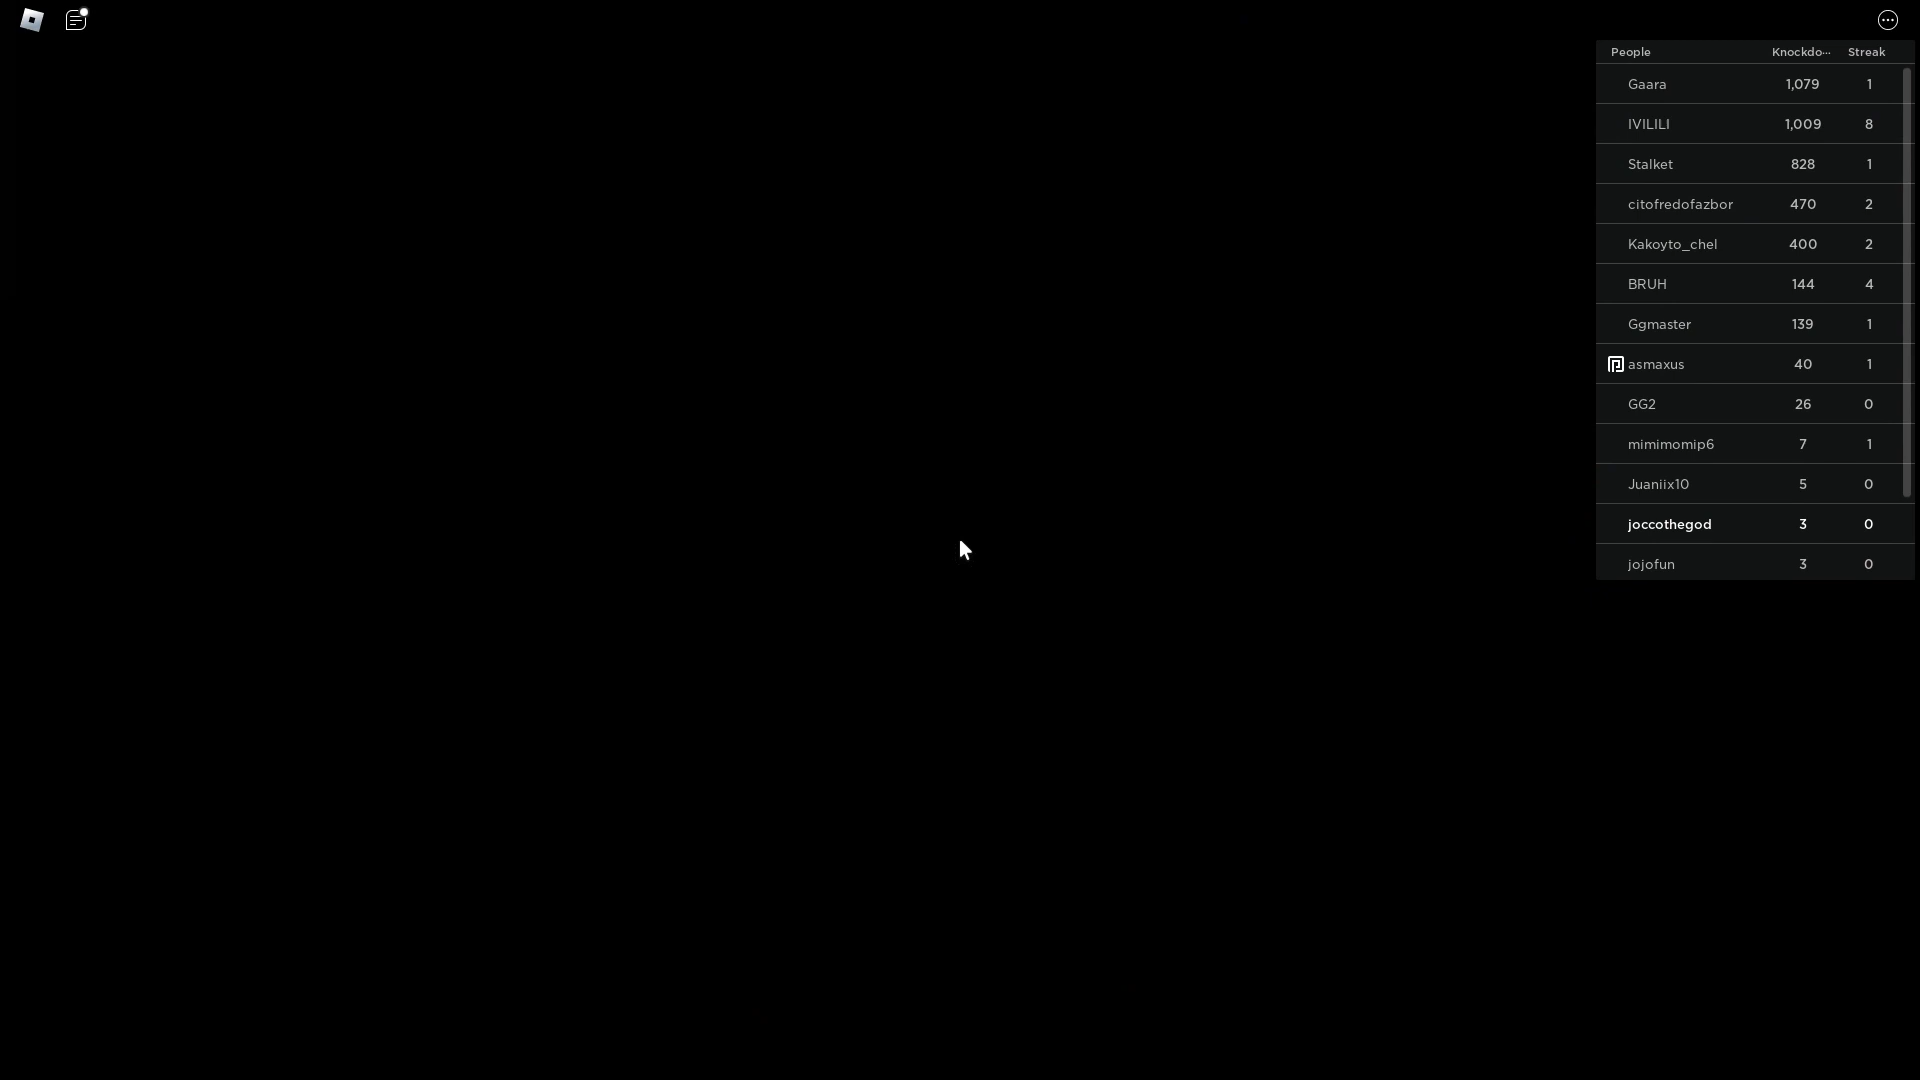 People Knockdo··· Streak
Gaara 1,079 1
IVILILI 1,009 8
Stalket 828 1
citofredofazbor 470 2
Kakoyto_chel 400 2
BRUH 144 4
Ggmaster 139 1
asmaxus 40 1
GG2 26 0
mimimomip6 7 1
Juaniix10 5 0
joccothegod 3 0
jojofun 3 0